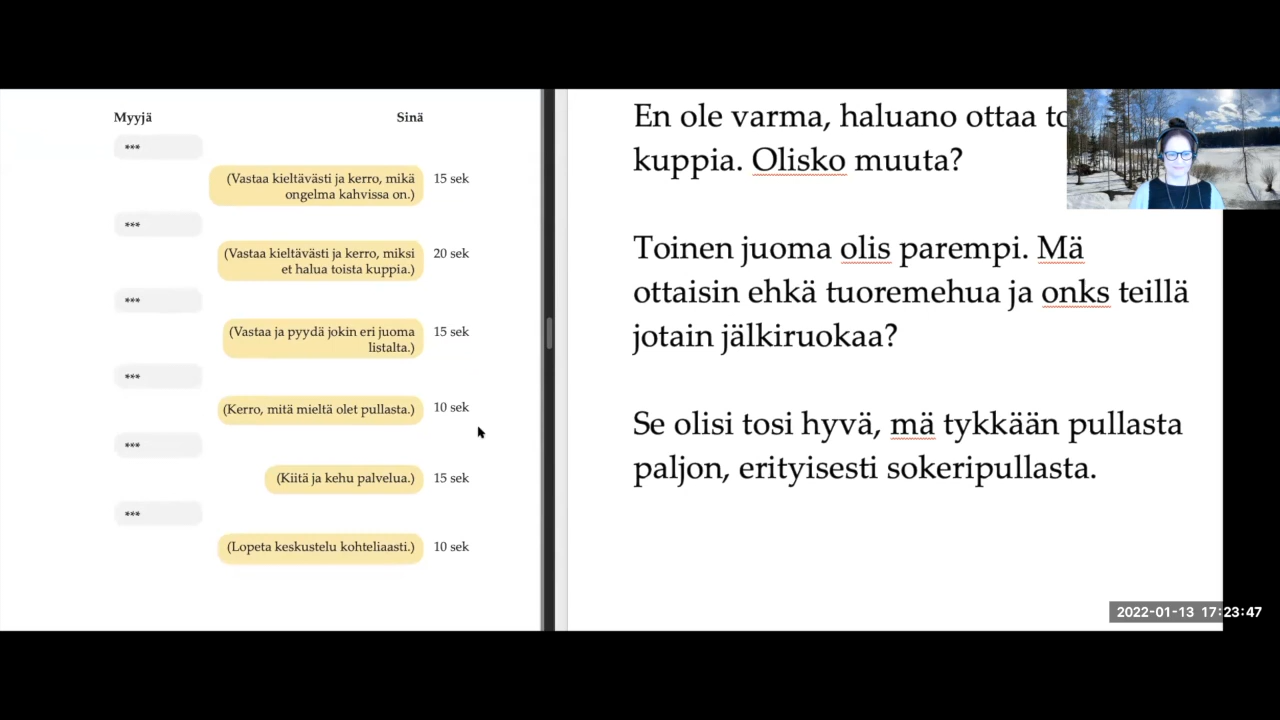 Myyjä
Sinä
***
(Vastaa kieltävästi ja kerro, mikä
ongelma kahvissa on.)
15 sek
***
(Vastaa kieltävästi ja kerro, miksi
et halua toista kuppia.)
20 sek
***
(Vastaa ja pyydä jokin eri juoma
listalta.)
15 sek
***
(Kerro, mitä mieltä olet pullasta.)
10 sek
***
(Kiitä ja kehu palvelua.)
15 sek
***
(Lopeta keskustelu kohteliaasti.)
10 sek
En ole varma, haluano ottaa
kuppia. Olisko muuta?
Toinen juoma olis parempi. Mä
ottaisin ehkä tuoremehua ja onks teillä
jotain jälkiruokaa?
Se olisi tosi hyvä, mä tykkään pullasta
paljon, erityisesti sokeripullasta.
2022-01-13 17:23:47